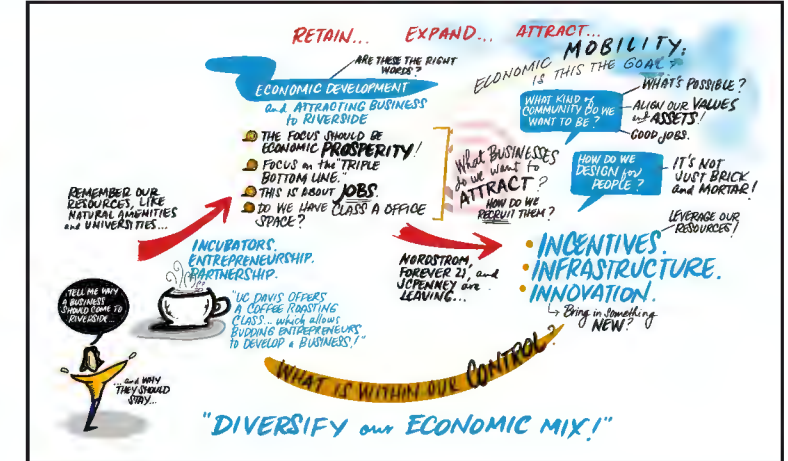 RETAIN... EXPAND... ATTRACT...
ARE THESE THE RIGHT
WORDS?
ECONOMIC DEVELOPMENT
and ATTRACTING BUSINESS
to RIVERSIDE
THE FOCUS SHOULD BE
ECONOMIC PROSPERITY!
FOCUS on the "TRIPLE
BOTTOM LINE."
THIS IS ABOUT JOBS.
DO WE HAVE CLASS A OFFICE
SPACE?
What BUSINESSES
do we want to
ATTRACT?
HOW DO WE
RECRUIT THEM?
ECONOMIC MOBILITY:
IS THIS THE GOAL?
WHAT KIND of
COMMUNITY DO WE
WANT TO BE?
WHAT'S POSSIBLE?
ALIGN OUR VALUES
and ASSETS!
GOOD JOBS.
HOW DO WE
DESIGN for
PEOPLE?
IT'S NOT
JUST BRICK
and MORTAR!
REMEMBER OUR
RESOURCES, LIKE
NATURAL AMENITIES
and UNIVERSITIES...
INCUBATORS.
ENTREPRENEURSHIP.
PARTNERSHIP.
"UC DAVIS OFFERS
A COFFEE ROASTING
CLASS... which allows
BUDDING ENTREPRENEURS
TO DEVELOP a BUSINESS!"
NORDSTROM,
FOREVER 21, and
JCPENNEY are
LEAVING...
LEVERAGE OUR
RESOURCES!
INCENTIVES.
INFRASTRUCTURE.
INNOVATION.
Bring in something
NEW?
TELL ME WHY
A BUSINESS
SHOULD COME TO
RIVERSIDE...
...and WHY
THEY SHOULD
STAY...
WHAT IS WITHIN OUR CONTROL?
"DIVERSIFY our ECONOMIC MIX!"